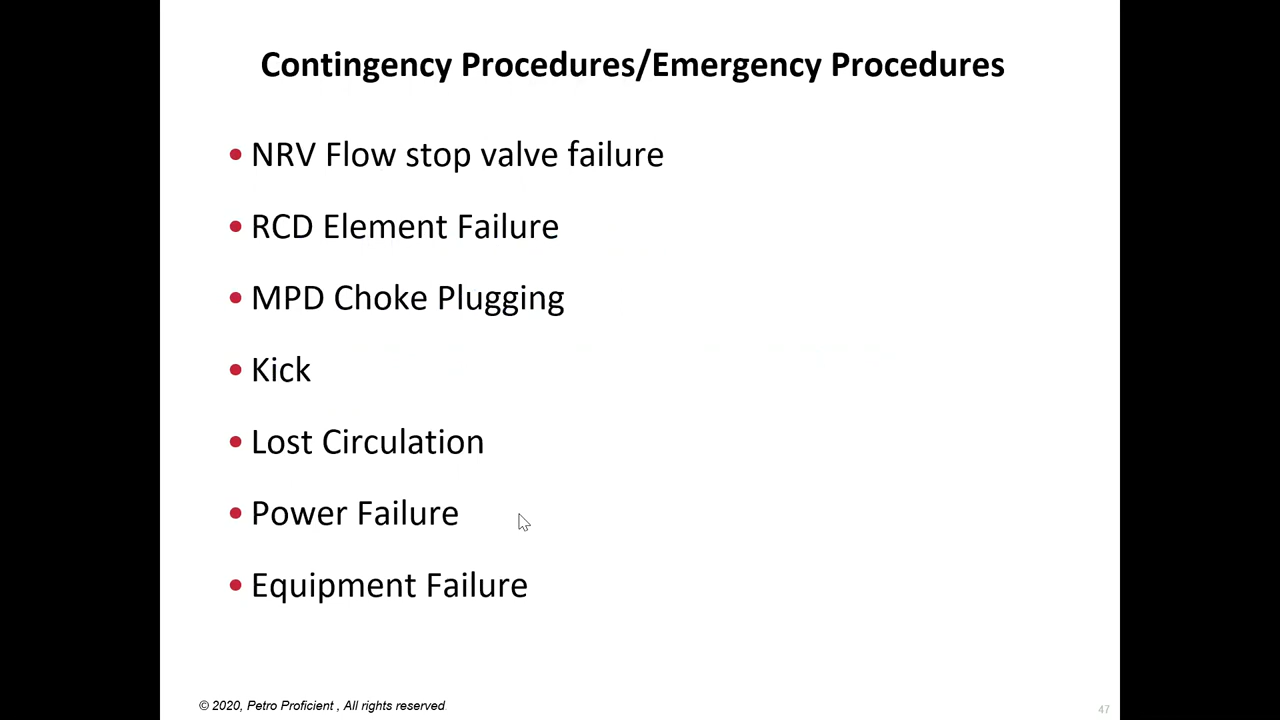 Contingency Procedures/Emergency Procedures
• NRV Flow stop valve failure
• RCD Element Failure
• MPD Choke Plugging
• Kick
• Lost Circulation
• Power Failure
• Equipment Failure
© 2020, Petro Proficient , All rights reserved
47